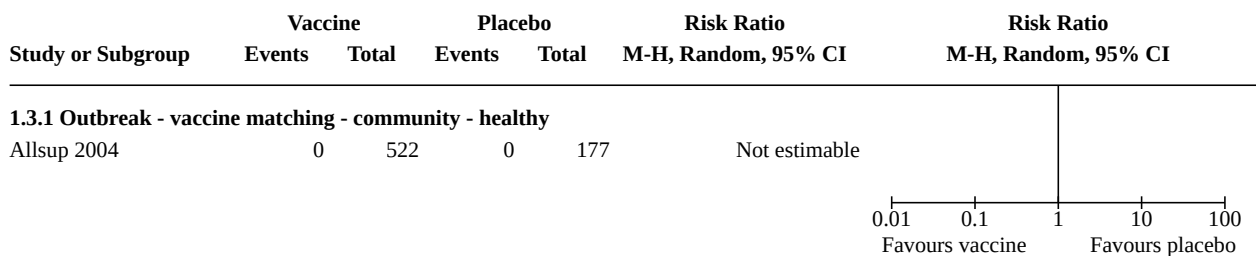 Vaccine Placebo Risk Ratio Risk Ratio
Study or Subgroup Events Total Events Total M-H, Random, 95% CI M-H, Random, 95% CI
1.3.1 Outbreak - vaccine matching - community - healthy
Allsup 2004 0 522 0 177 Not estimable
0.01 0.1 1 10 100
Favours vaccine Favours placebo